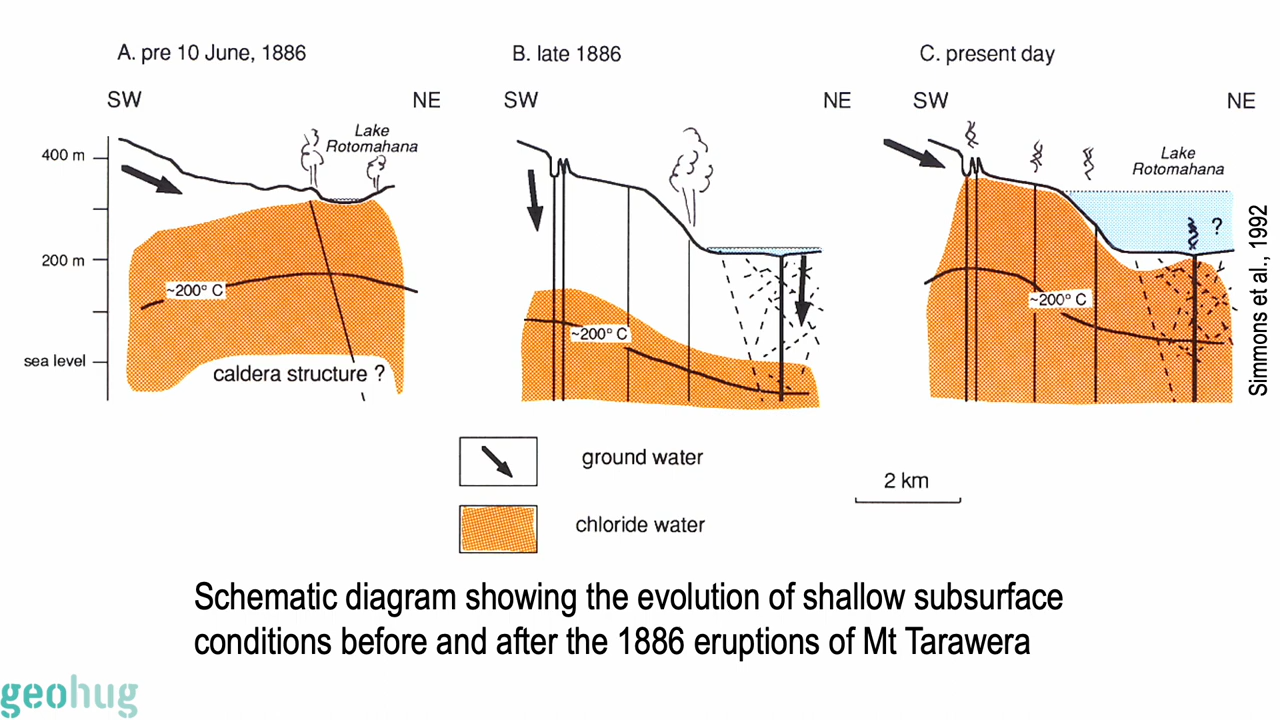 A. pre 10 June, 1886
B. late 1886
C. present day
SW
NE
SW
NE
SW
NE
Lake
Rotomahana
400 m
200 m
sea level
~200° C
caldera structure ?
~200° C
Lake
Rotomahana
?
~200° C
Simmons et al., 1992
ground water
chloride water
2 km
Schematic diagram showing the evolution of shallow subsurface
conditions before and after the 1886 eruptions of Mt Tarawera
geohug